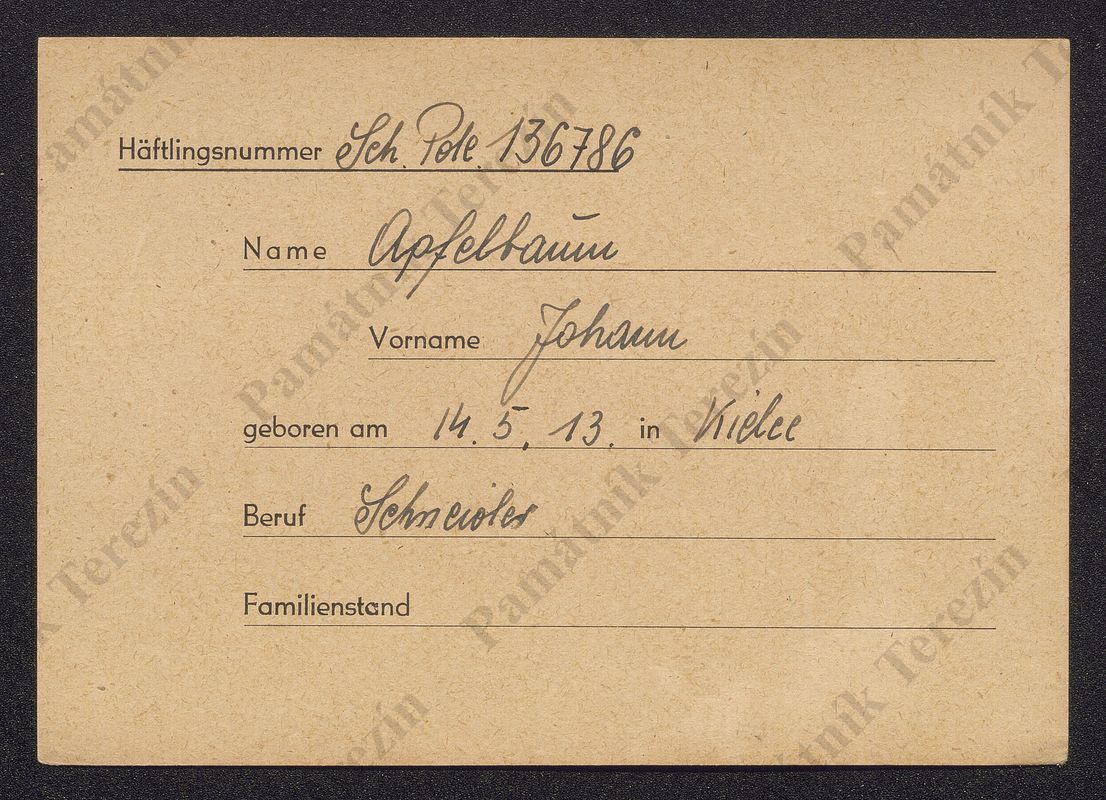 Häftlingsnummer Sch. Pole. 136786
Name Apfelbaum
Vorname Johann
geboren am 14. 5. 13. in Kielce
Beruf Schneider
Familienstand
Památník Terezín